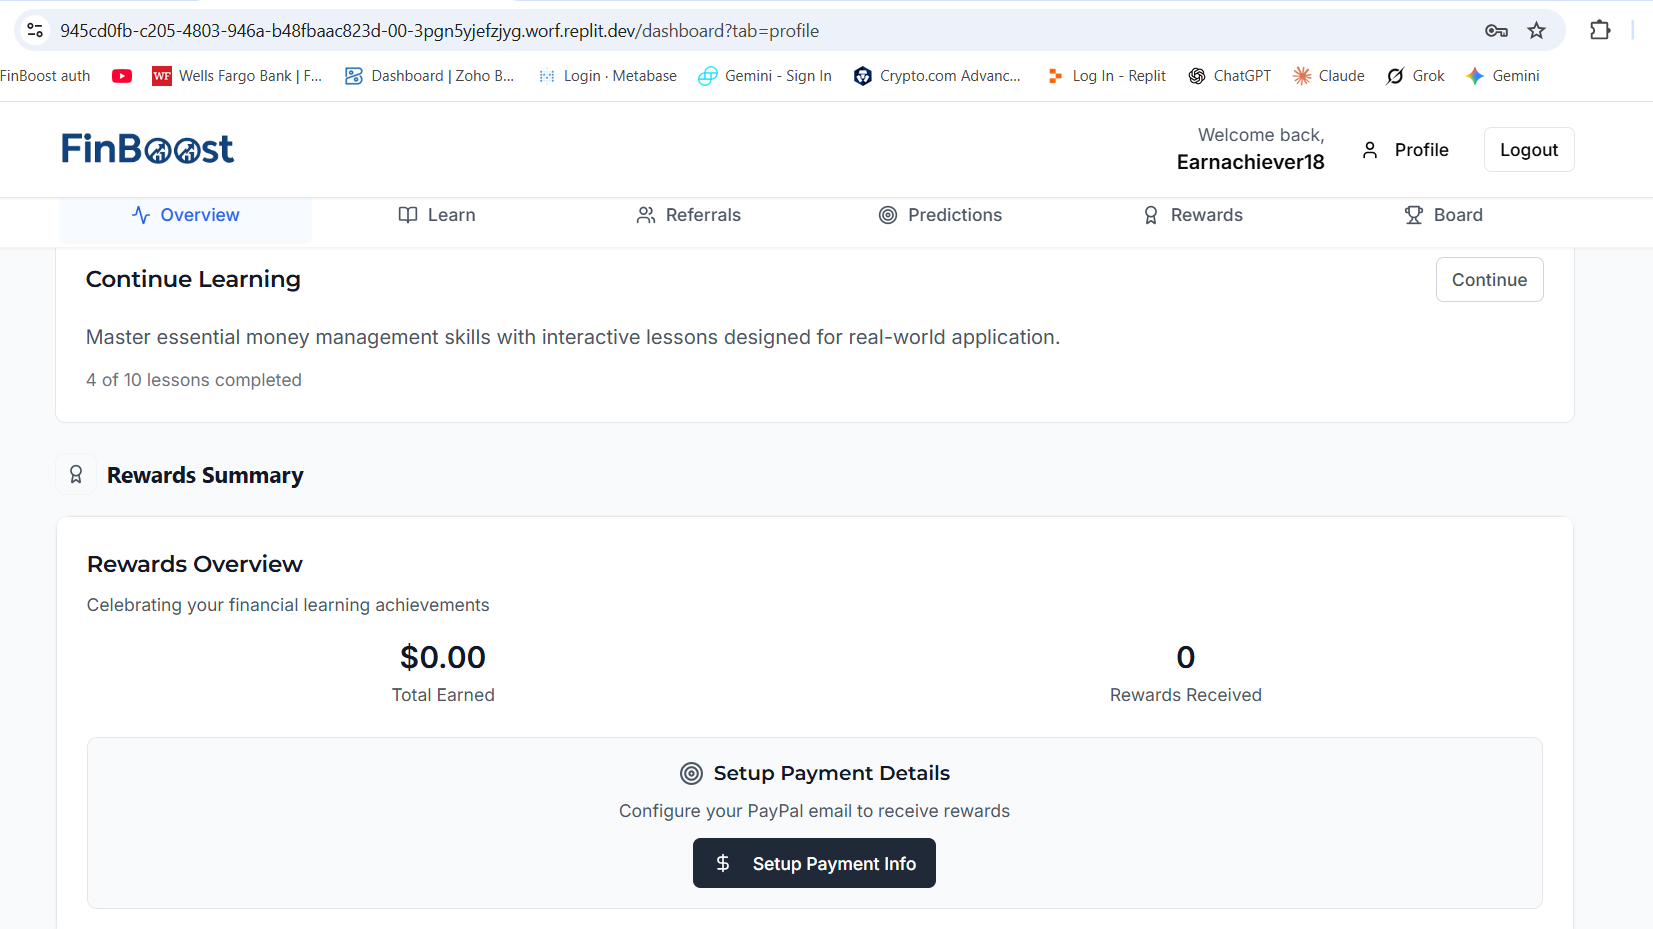 945cd0fb-c205-4803-946a-b48fbaac823d-00-3pgn5yjefzjyg.worf.replit.dev/dashboard?tab=profile
FinBoost auth WF Wells Fargo Bank | F... Dashboard | Zoho B... Login · Metabase Gemini - Sign In Crypto.com Advanc... Log In - Replit ChatGPT Claude Grok Gemini
FinBoost
Welcome back,
Earnachiever18
Profile
Logout
Overview Learn Referrals Predictions Rewards Board
Continue Learning
Continue
Master essential money management skills with interactive lessons designed for real-world application.
4 of 10 lessons completed
Rewards Summary
Rewards Overview
Celebrating your financial learning achievements
$0.00 0
Total Earned Rewards Received
Setup Payment Details
Configure your PayPal email to receive rewards
$ Setup Payment Info